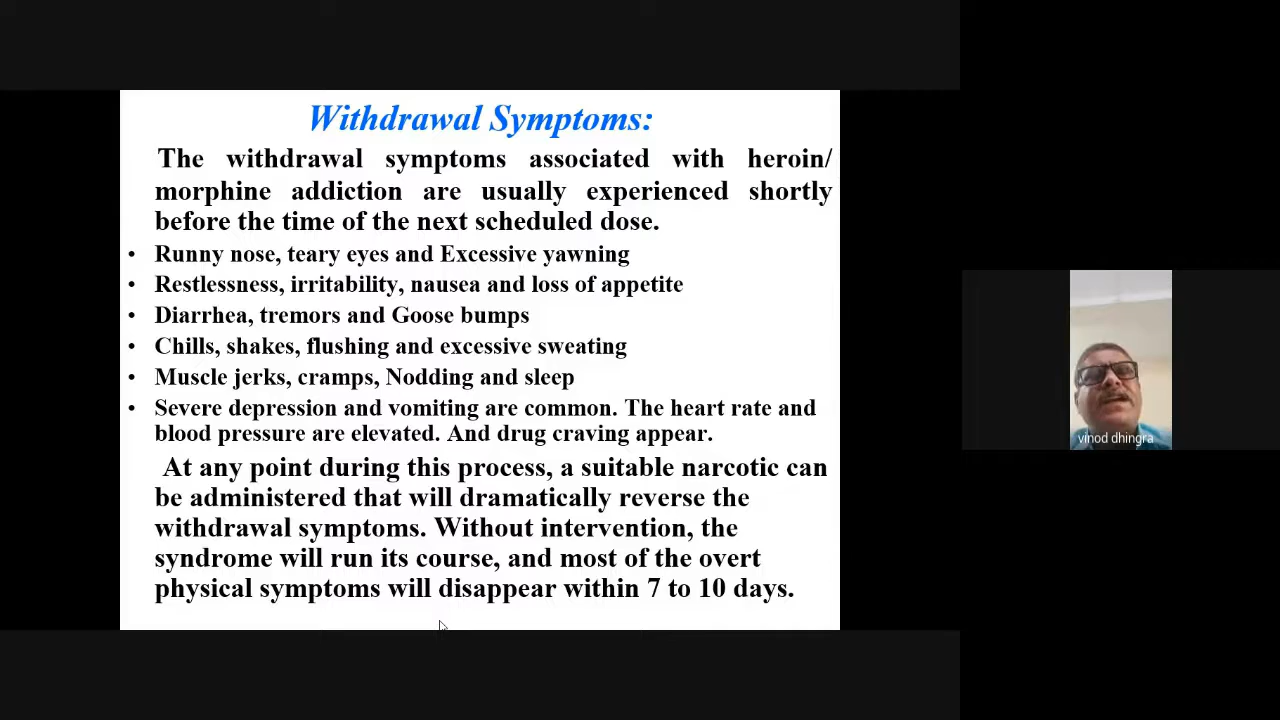 Withdrawal Symptoms:
The withdrawal symptoms associated with heroin/
morphine addiction are usually experienced shortly
before the time of the next scheduled dose.
• Runny nose, teary eyes and Excessive yawning
• Restlessness, irritability, nausea and loss of appetite
• Diarrhea, tremors and Goose bumps
• Chills, shakes, flushing and excessive sweating
• Muscle jerks, cramps, Nodding and sleep
• Severe depression and vomiting are common. The heart rate and
blood pressure are elevated. And drug craving appear.
At any point during this process, a suitable narcotic can
be administered that will dramatically reverse the
withdrawal symptoms. Without intervention, the
syndrome will run its course, and most of the overt
physical symptoms will disappear within 7 to 10 days.
vinod dhingra